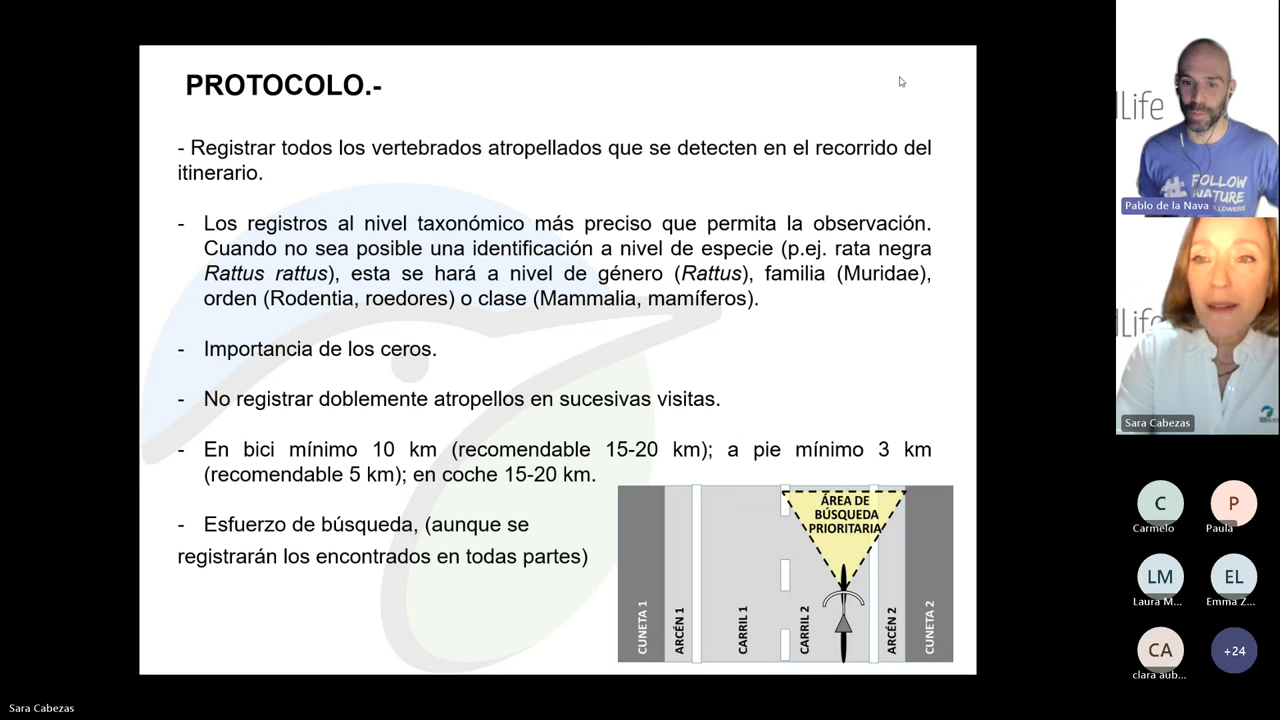 PROTOCOLO.-
- Registrar todos los vertebrados atropellados que se detecten en el recorrido del
itinerario.
- Los registros al nivel taxonómico más preciso que permita la observación.
Cuando no sea posible una identificación a nivel de especie (p.ej. rata negra
Rattus rattus), esta se hará a nivel de género (Rattus), familia (Muridae),
orden (Rodentia, roedores) o clase (Mammalia, mamíferos).
- Importancia de los ceros.
- No registrar doblemente atropellos en sucesivas visitas.
- En bici mínimo 10 km (recomendable 15-20 km); a pie mínimo 3 km
(recomendable 5 km); en coche 15-20 km.
- Esfuerzo de búsqueda, (aunque se
registrarán los encontrados en todas partes)
ÁREA DE
BÚSQUEDA
PRIORITARIA
CUNETA 1
ARCÉN 1
CARRIL 1
CARRIL 2
ARCÉN 2
CUNETA 2
Life
# FOLLOW
NATURE
Pablo de la Nava
Sara Cabezas
C
Carmelo
P
Paula
LM
Laura M...
EL
Emma Z...
CA
clara aub...
+24
Sara Cabezas